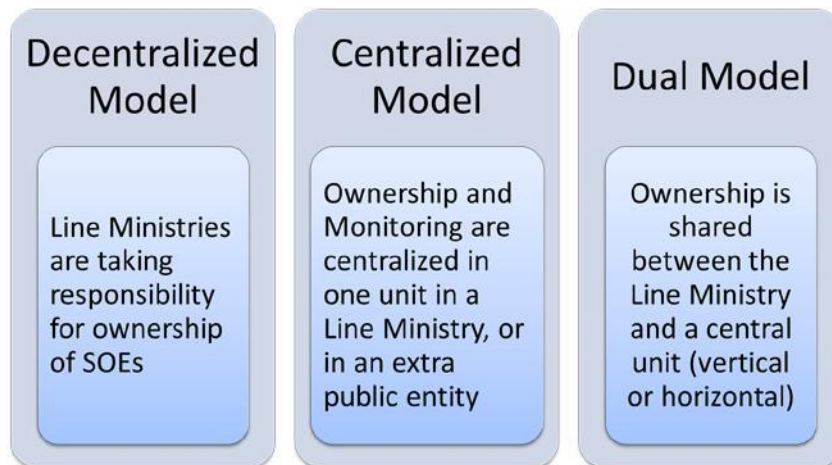 Decentralized
Model
Line Ministries
are taking
responsibility
for ownership
of SOEs
Centralized
Model
Ownership and
Monitoring are
centralized in
one unit in a
Line Ministry, or
in an extra
public entity
Dual Model
Ownership is
shared
between the
Line Ministry
and a central
unit (vertical
or horizontal)